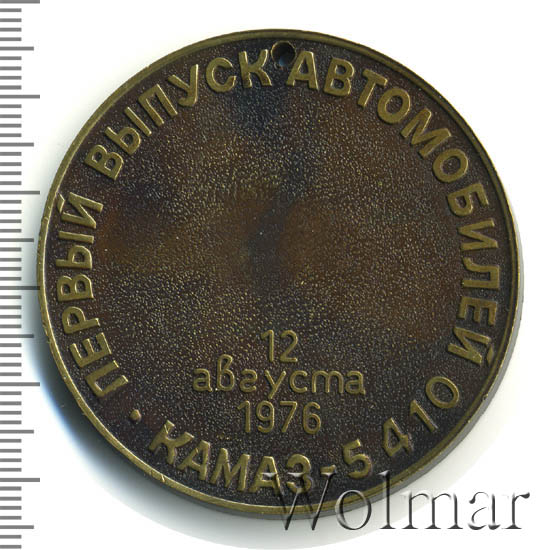 ПЕРВЫЙ ВЫПУСК АВТОМОБИЛЕЙ
• КАМАЗ-5410
12
августа
1976
Wolmar